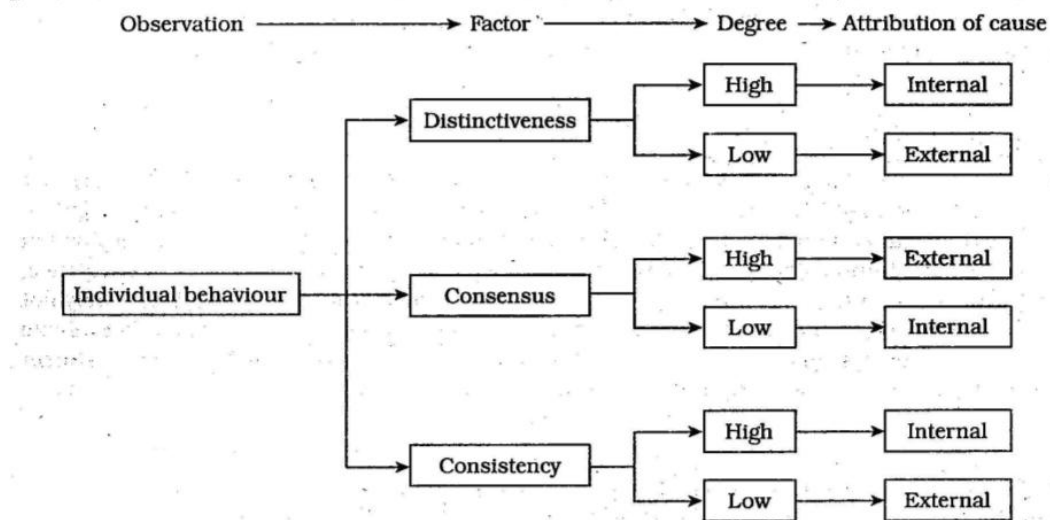 Observation Factor Degree Attribution of cause
High Internal
Distinctiveness
Low External
High External
Individual behaviour Consensus
Low Internal
High Internal
Consistency
Low External